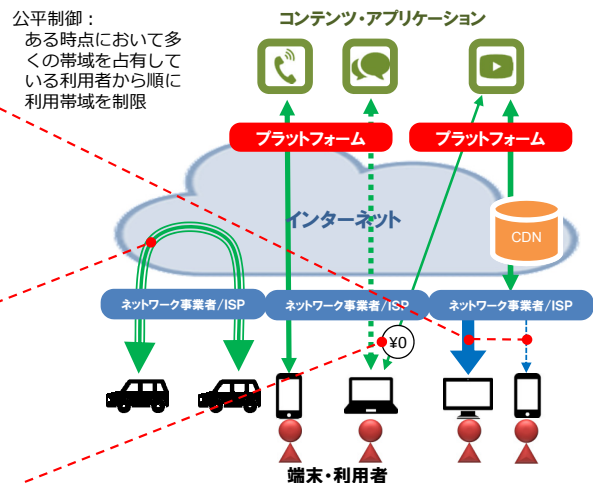 公平制御：
ある時点において多
くの帯域を占有して
いる利用者から順に
利用帯域を制限
コンテンツ・アプリケーション
プラットフォーム
プラットフォーム
インターネット
CDN
ネットワーク事業者/ISP
ネットワーク事業者/ISP
ネットワーク事業者/ISP
¥0
端末・利用者